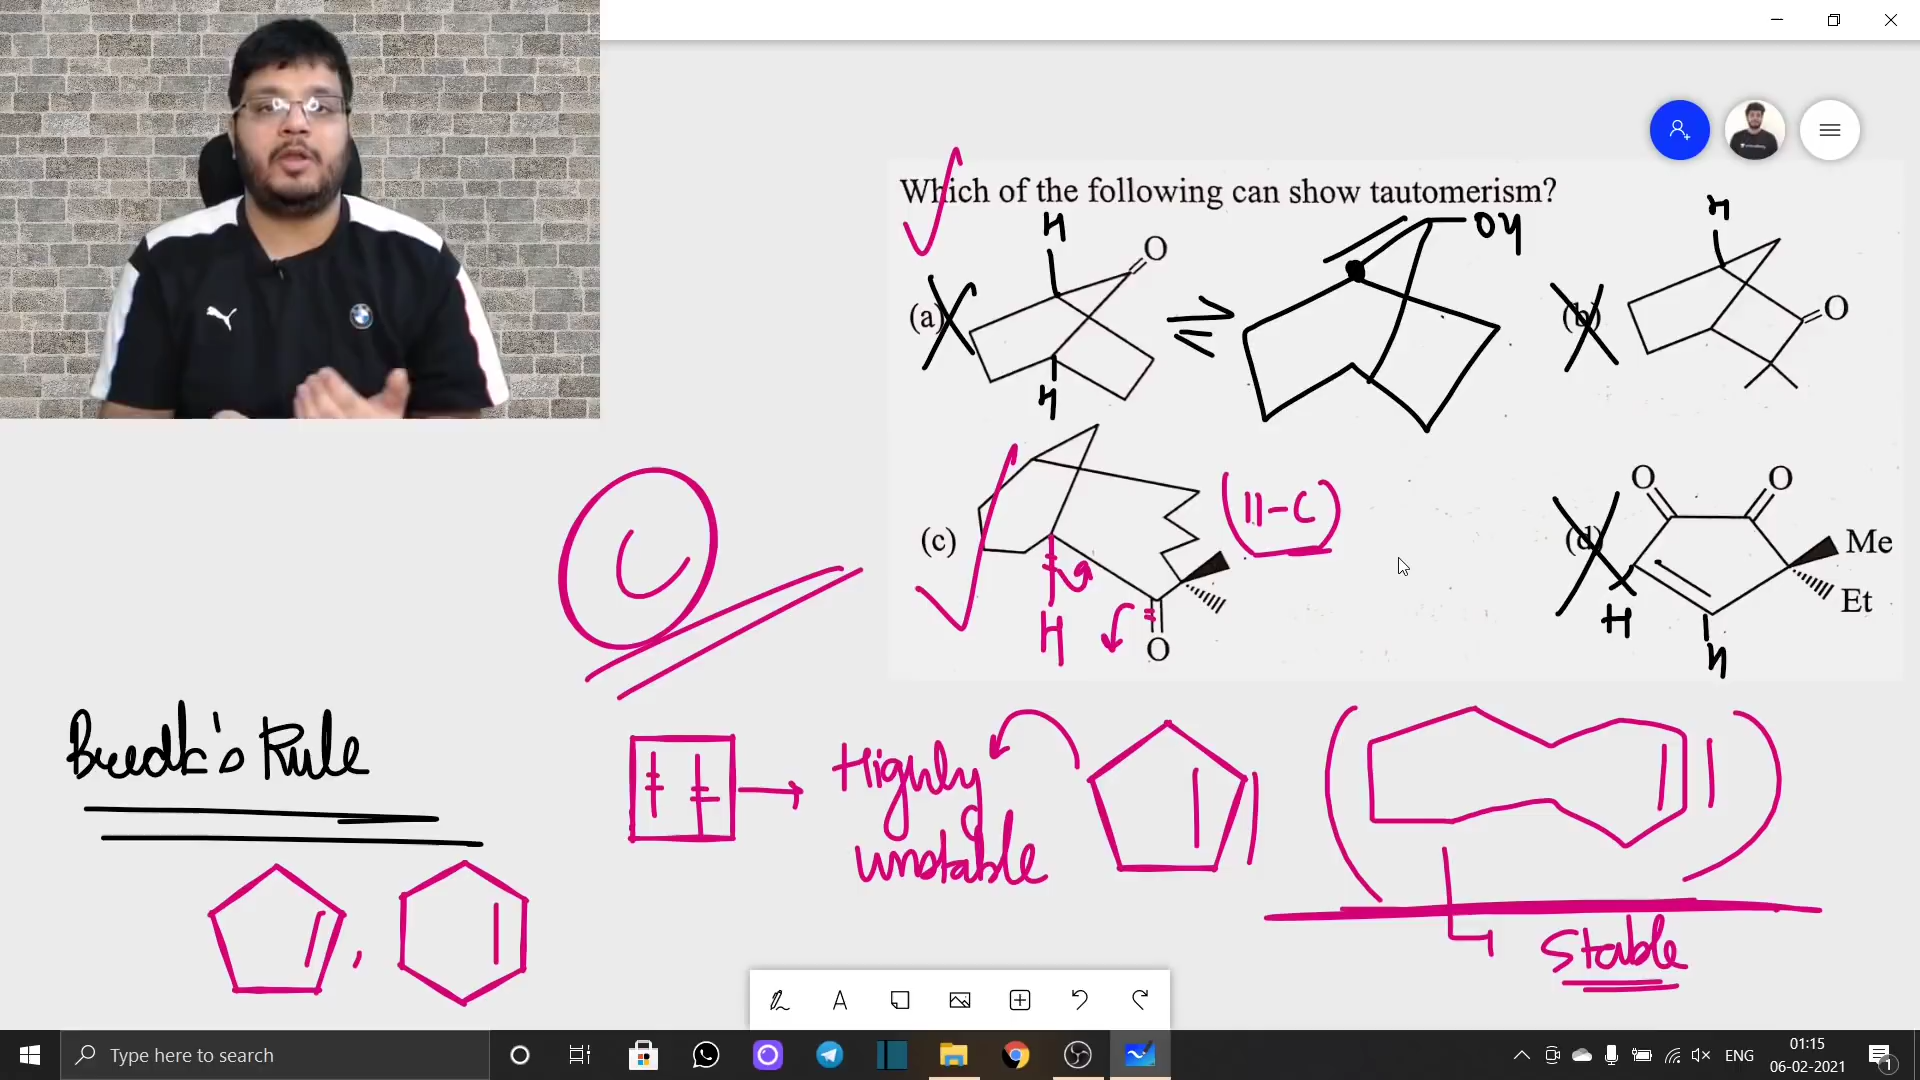 Which of the following can show tautomerism?
H
O
OH
H
(a)
(b)
O
H
(c)
(11-C)
O
O
(d)
Me
Et
H
H
H
O
C
Bredt's Rule
Highly
unstable
,
Stable
Type here to search
ENG
01:15
06-02-2021
1